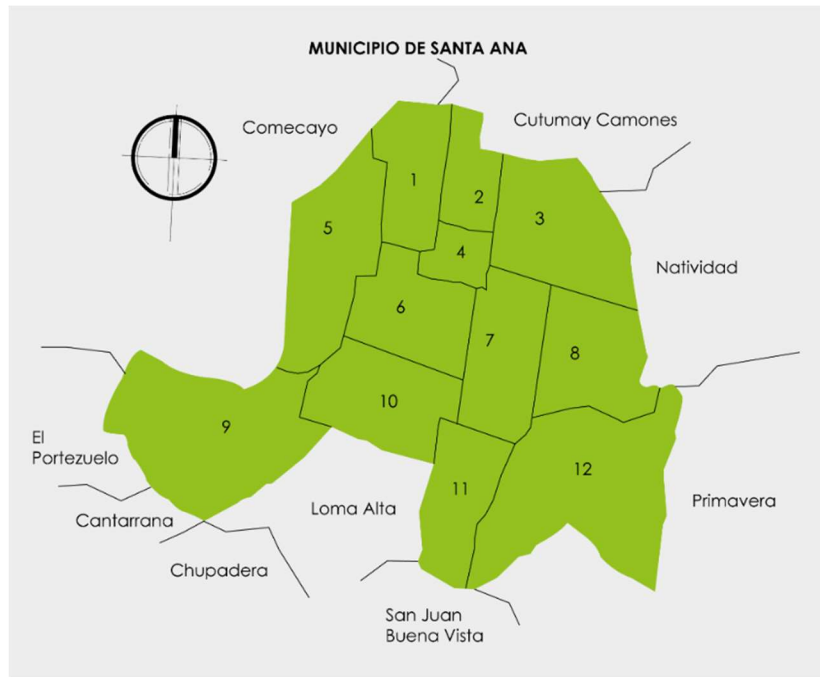 MUNICIPIO DE SANTA ANA
Comecayo
Cutumay Camones
1
2
3
5
4
Natividad
6
7
8
10
9
El
Portezuelo
12
11
Primavera
Loma Alta
Cantarrana
Chupadera
San Juan
Buena Vista